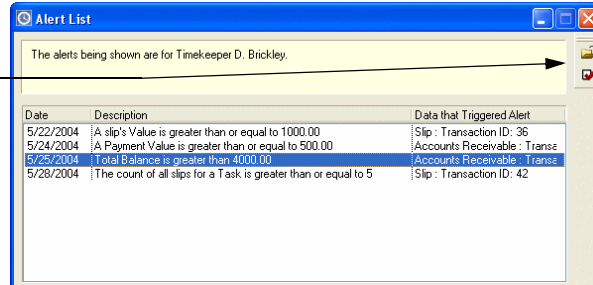 Alert List
The alerts being shown are for Timekeeper D. Brickley.
Date Description Data that Triggered Alert
5/22/2004 A slip's Value is greater than or equal to 1000.00 Slip : Transaction ID: 36
5/24/2004 A Payment Value is greater than or equal to 500.00 Accounts Receivable : Transa
5/25/2004 Total Balance is greater than 4000.00 Accounts Receivable : Transa
5/28/2004 The count of all slips for a Task is greater than or equal to 5 Slip : Transaction ID: 42